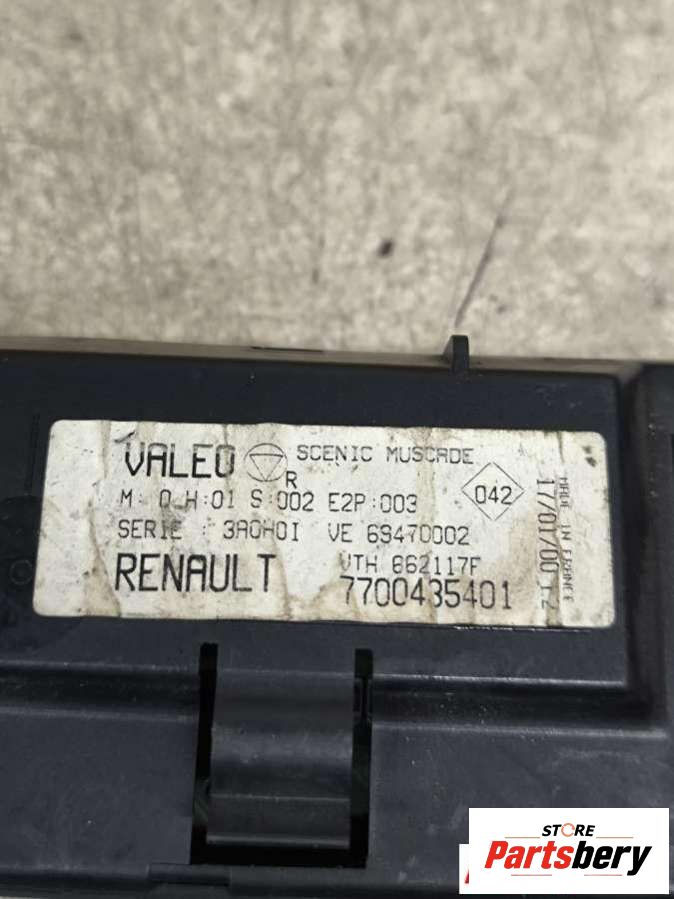 VALEO R SCENIC MUSCADE
M: 0 H:01 S:002 E2P:003
042
SERIE : 3A0H0I VE 69470002
VTH 862117F
RENAULT 7700435401
17/01/00
MADE IN FRANCE
STORE
Partsbery